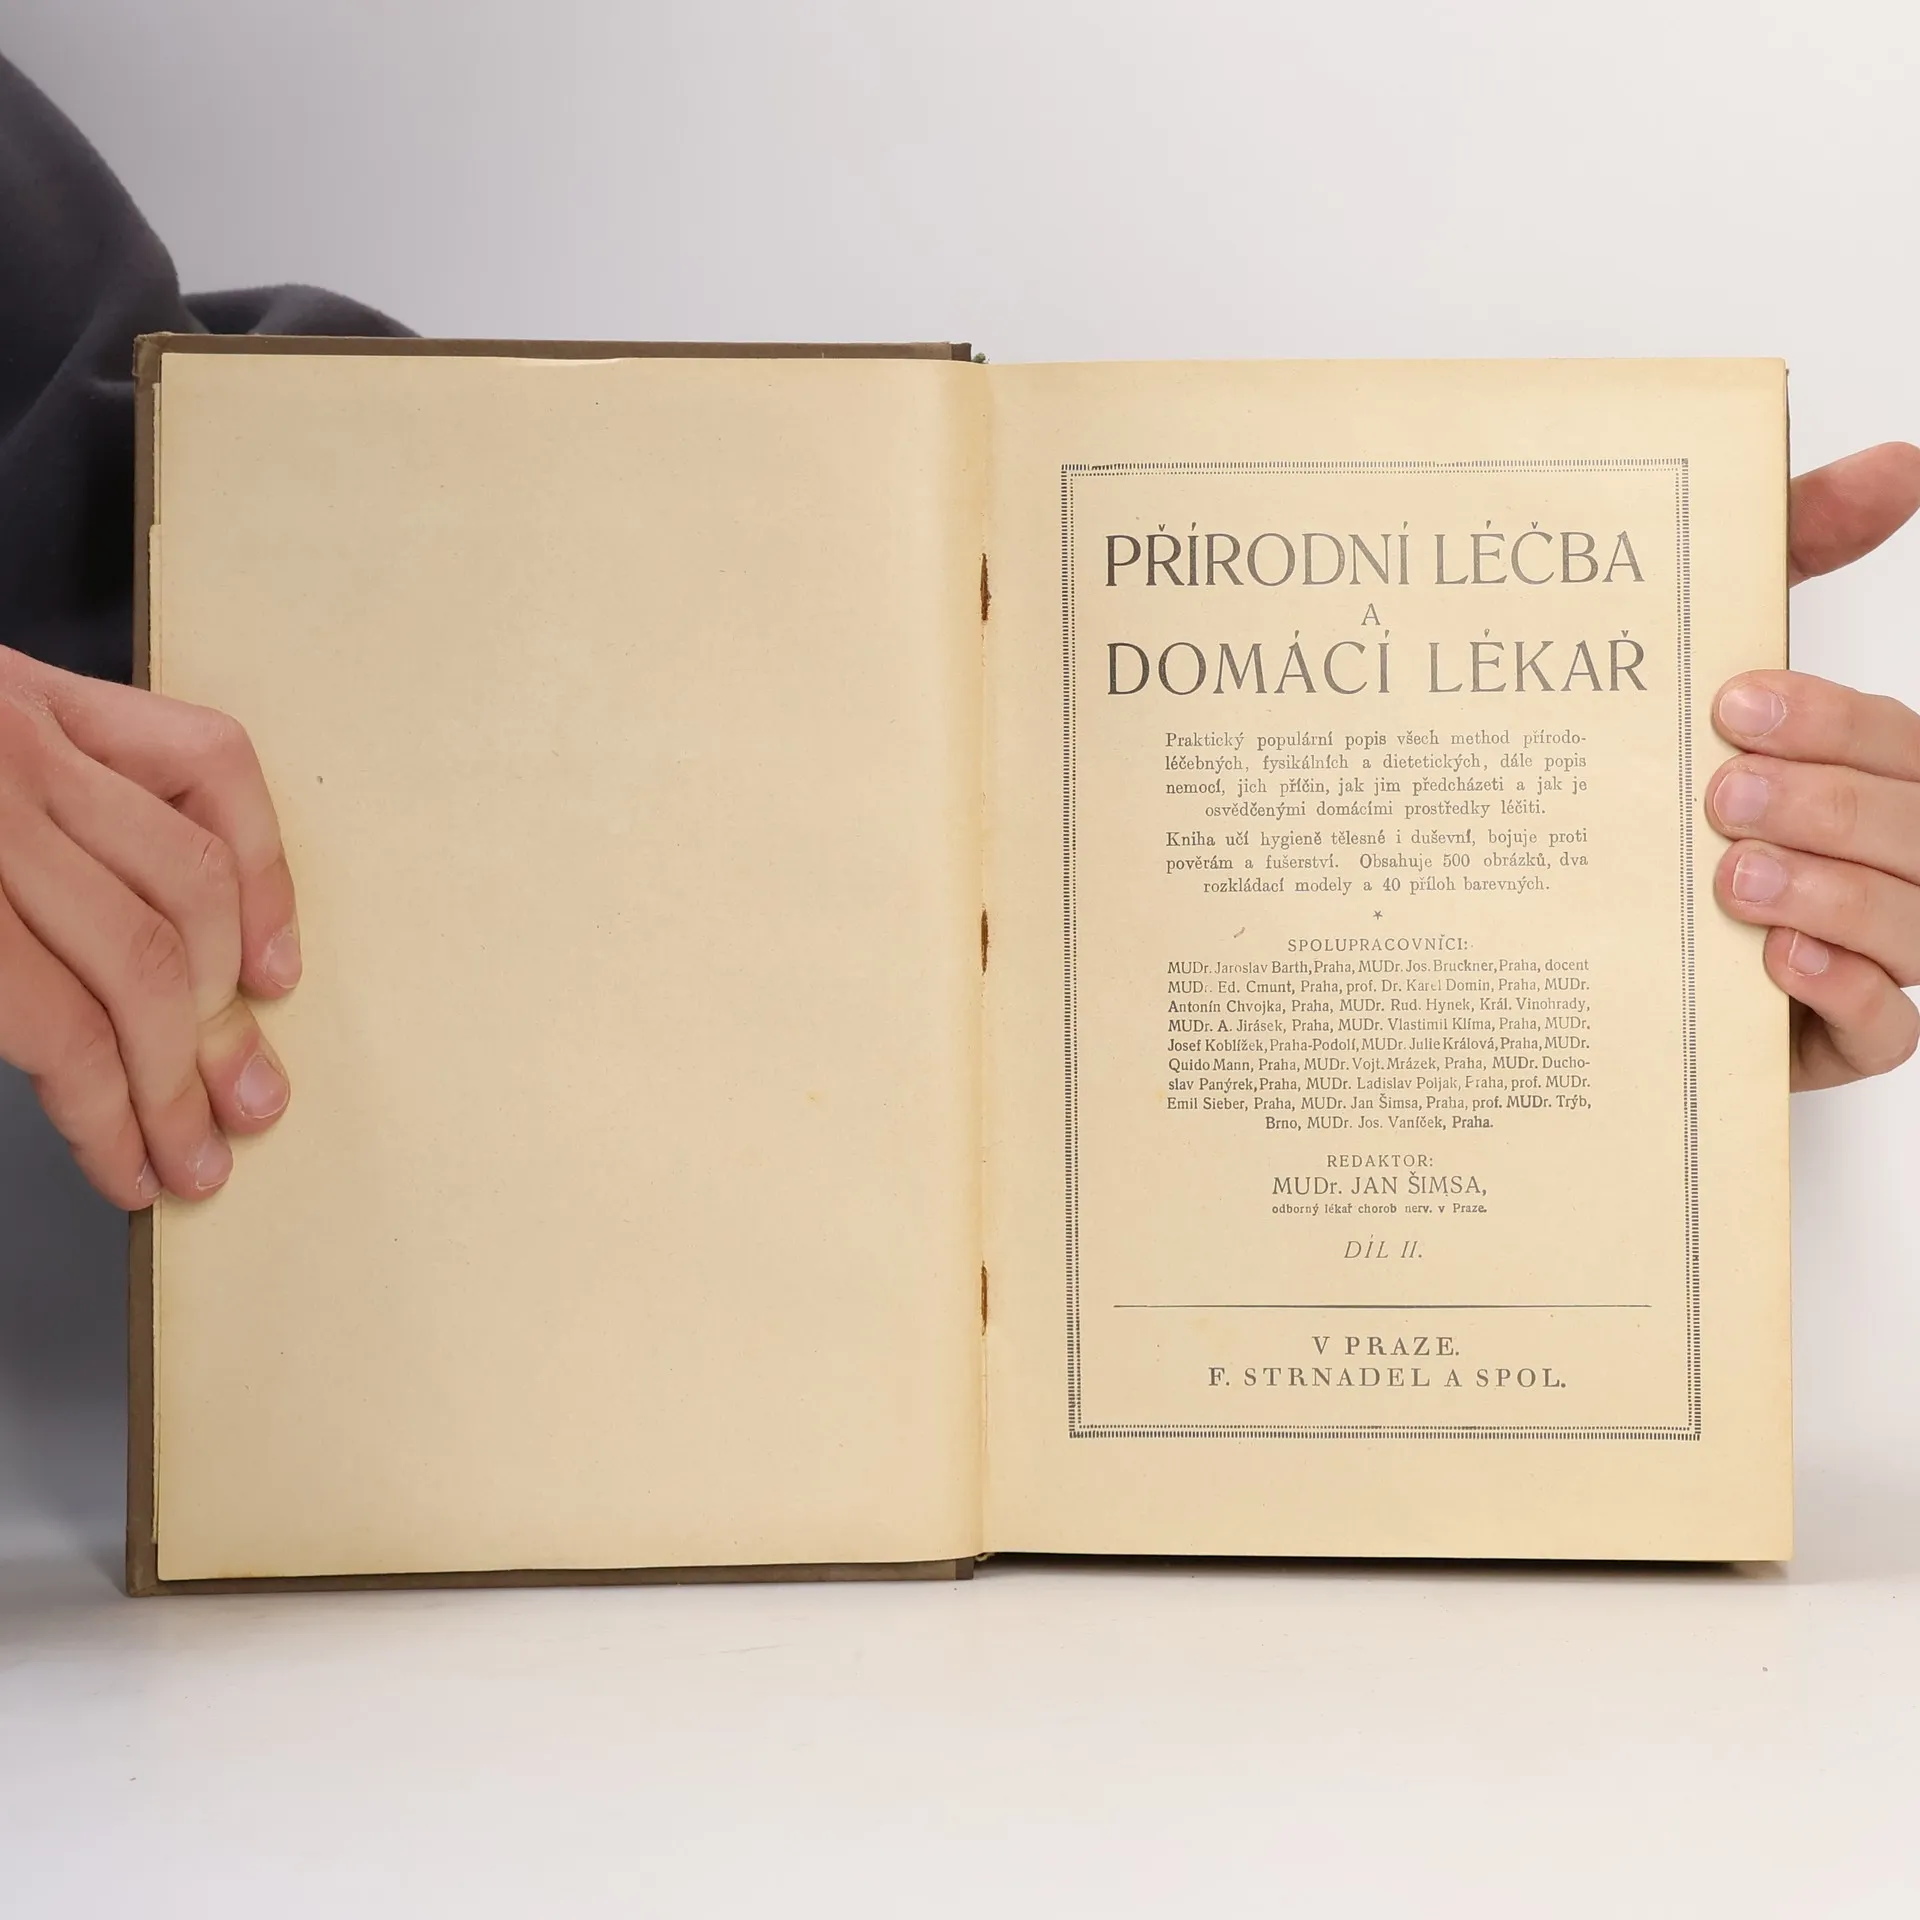 PŘÍRODNÍ LÉČBA
A
DOMÁCÍ LÉKAŘ
Praktický populární popis všech method přírodo-
léčebných, fysikálních a dietetických, dále popis
nemocí, jich příčin, jak jim předcházeti a jak je
osvědčenými domácími prostředky léčiti.
Kniha učí hygieně tělesné i duševní, bojuje proti
pověrám a fušerství. Obsahuje 500 obrázků, dva
rozkládací modely a 40 příloh barevných.
*
SPOLUPRACOVNÍCI:
MUDr. Jaroslav Barth, Praha, MUDr. Jos. Bruckner, Praha, docent
MUDr. Ed. Cmunt, Praha, prof. Dr. Karel Domin, Praha, MUDr.
Antonín Chvojka, Praha, MUDr. Rud. Hynek, Král. Vinohrady,
MUDr. A. Jirásek, Praha, MUDr. Vlastimil Klíma, Praha, MUDr.
Josef Koblížek, Praha-Podolí, MUDr. Julie Králová, Praha, MUDr.
Quido Mann, Praha, MUDr. Vojt. Mrázek, Praha, MUDr. Ducho-
slav Panýrek, Praha, MUDr. Ladislav Poljak, Praha, prof. MUDr.
Emil Sieber, Praha, MUDr. Jan Šimsa, Praha, prof. MUDr. Trýb,
Brno, MUDr. Jos. Vaníček, Praha.
REDAKTOR:
MUDr. JAN ŠIMSA,
odborný lékař chorob nerv. v Praze.
DÍL II.
V PRAZE.
F. STRNADEL A SPOL.